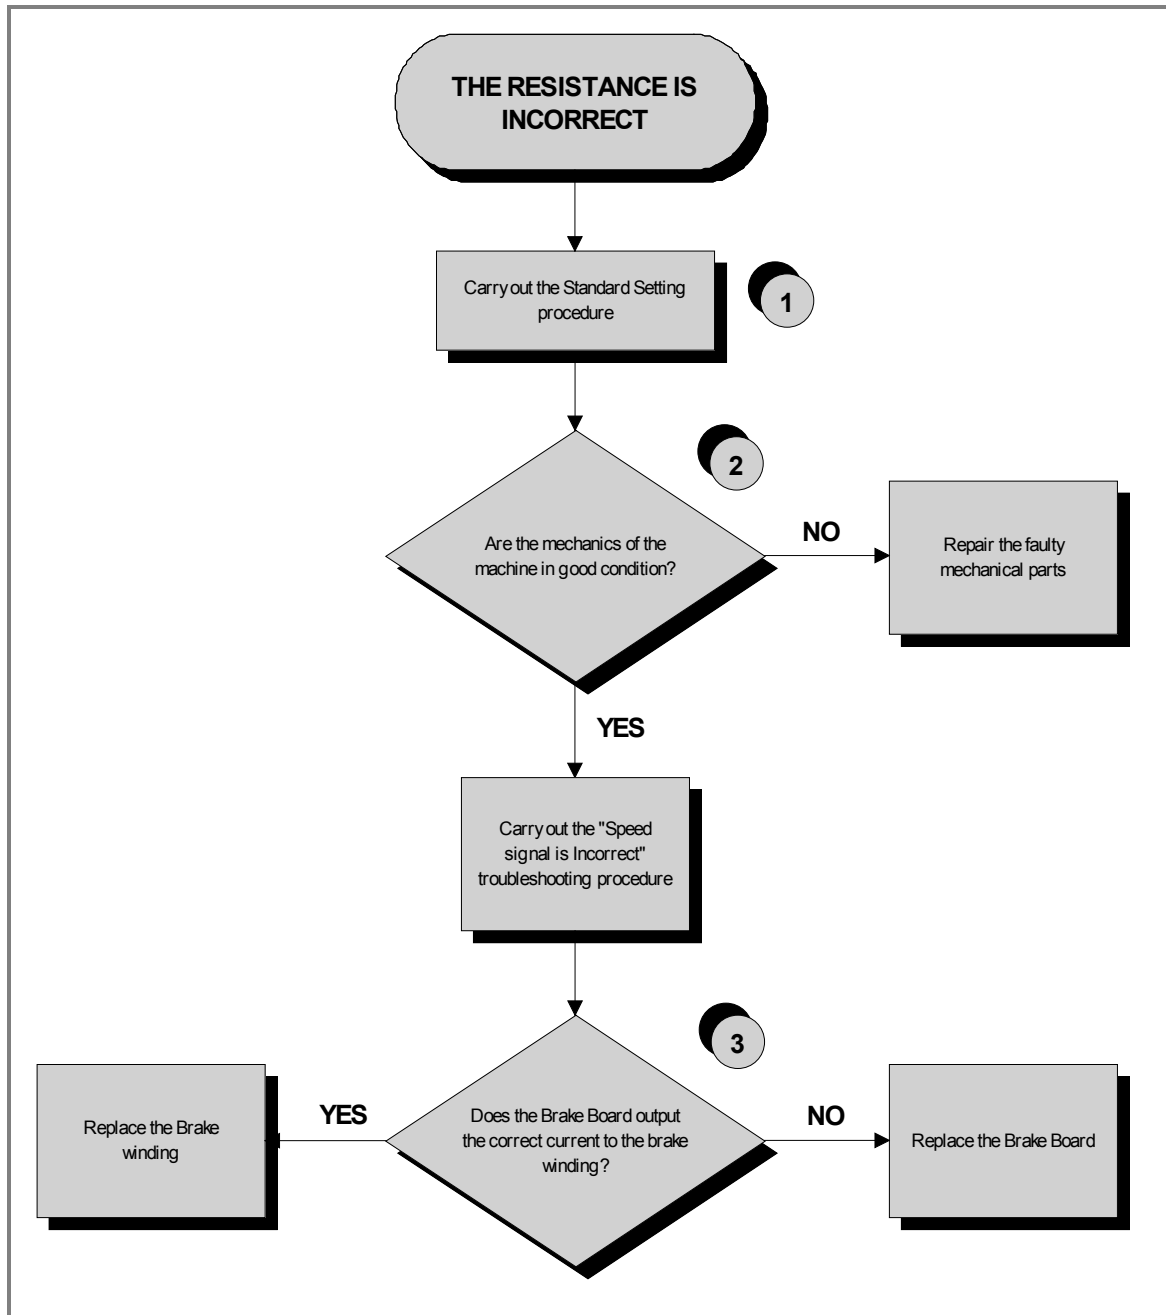 THE RESISTANCE IS
INCORRECT
Carry out the Standard Setting
procedure
1
2
Are the mechanics of the
machine in good condition?
NO
Repair the faulty
mechanical parts
YES
Carry out the "Speed
signal is Incorrect"
troubleshooting procedure
3
Does the Brake Board output
the correct current to the brake
winding?
YES
Replace the Brake
winding
NO
Replace the Brake Board